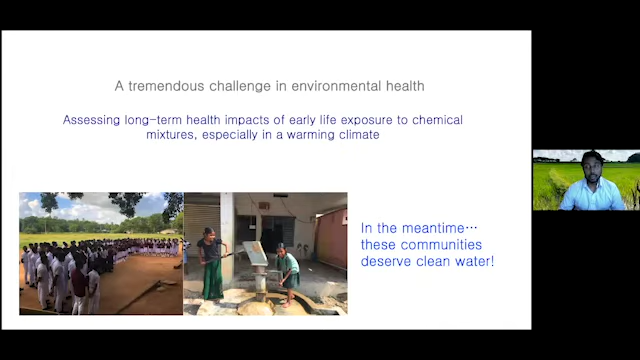 A tremendous challenge in environmental health
Assessing long-term health impacts of early life exposure to chemical
mixtures, especially in a warming climate
In the meantime…
these communities
deserve clean water!